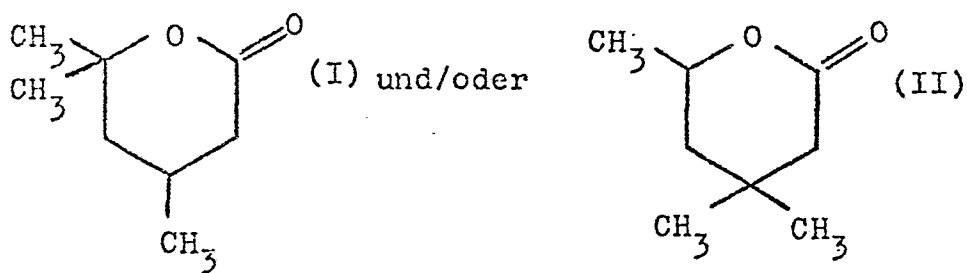 CH3 O O
CH3 (I) und/oder CH3 O O (II)
CH3 CH3 CH3